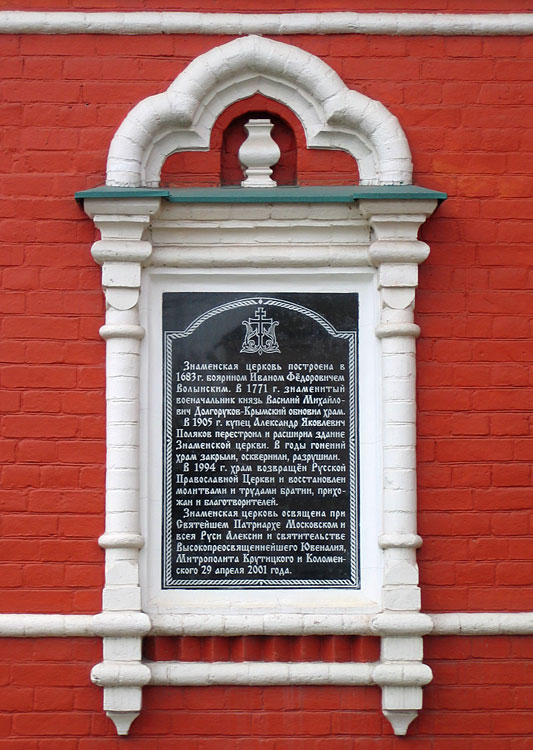 Знаменская церковь построена в
1683 г. боярином Иваном Фёдоровичем
Волынским. В 1771 г. знаменитый
военачальник князь Василий Михайло-
вич Долгоруков-Крымский обновил храм.
В 1905 г. купец Александр Яковлевич
Поляков перестроил и расширил здание
Знаменской церкви. В годы гонений
храм закрыли, осквернили, разрушили.
В 1994 г. храм возвращён Русской
Православной Церкви и восстановлен
молитвами и трудами братии, прихо-
жан и благотворителей.
Знаменская церковь освящена при
Святейшем Патриархе Московском и
всея Руси Алексии и святительстве
Высокопреосвященнейшего Ювеналия,
Митрополита Крутицкого и Коломен-
ского 29 апреля 2001 года.